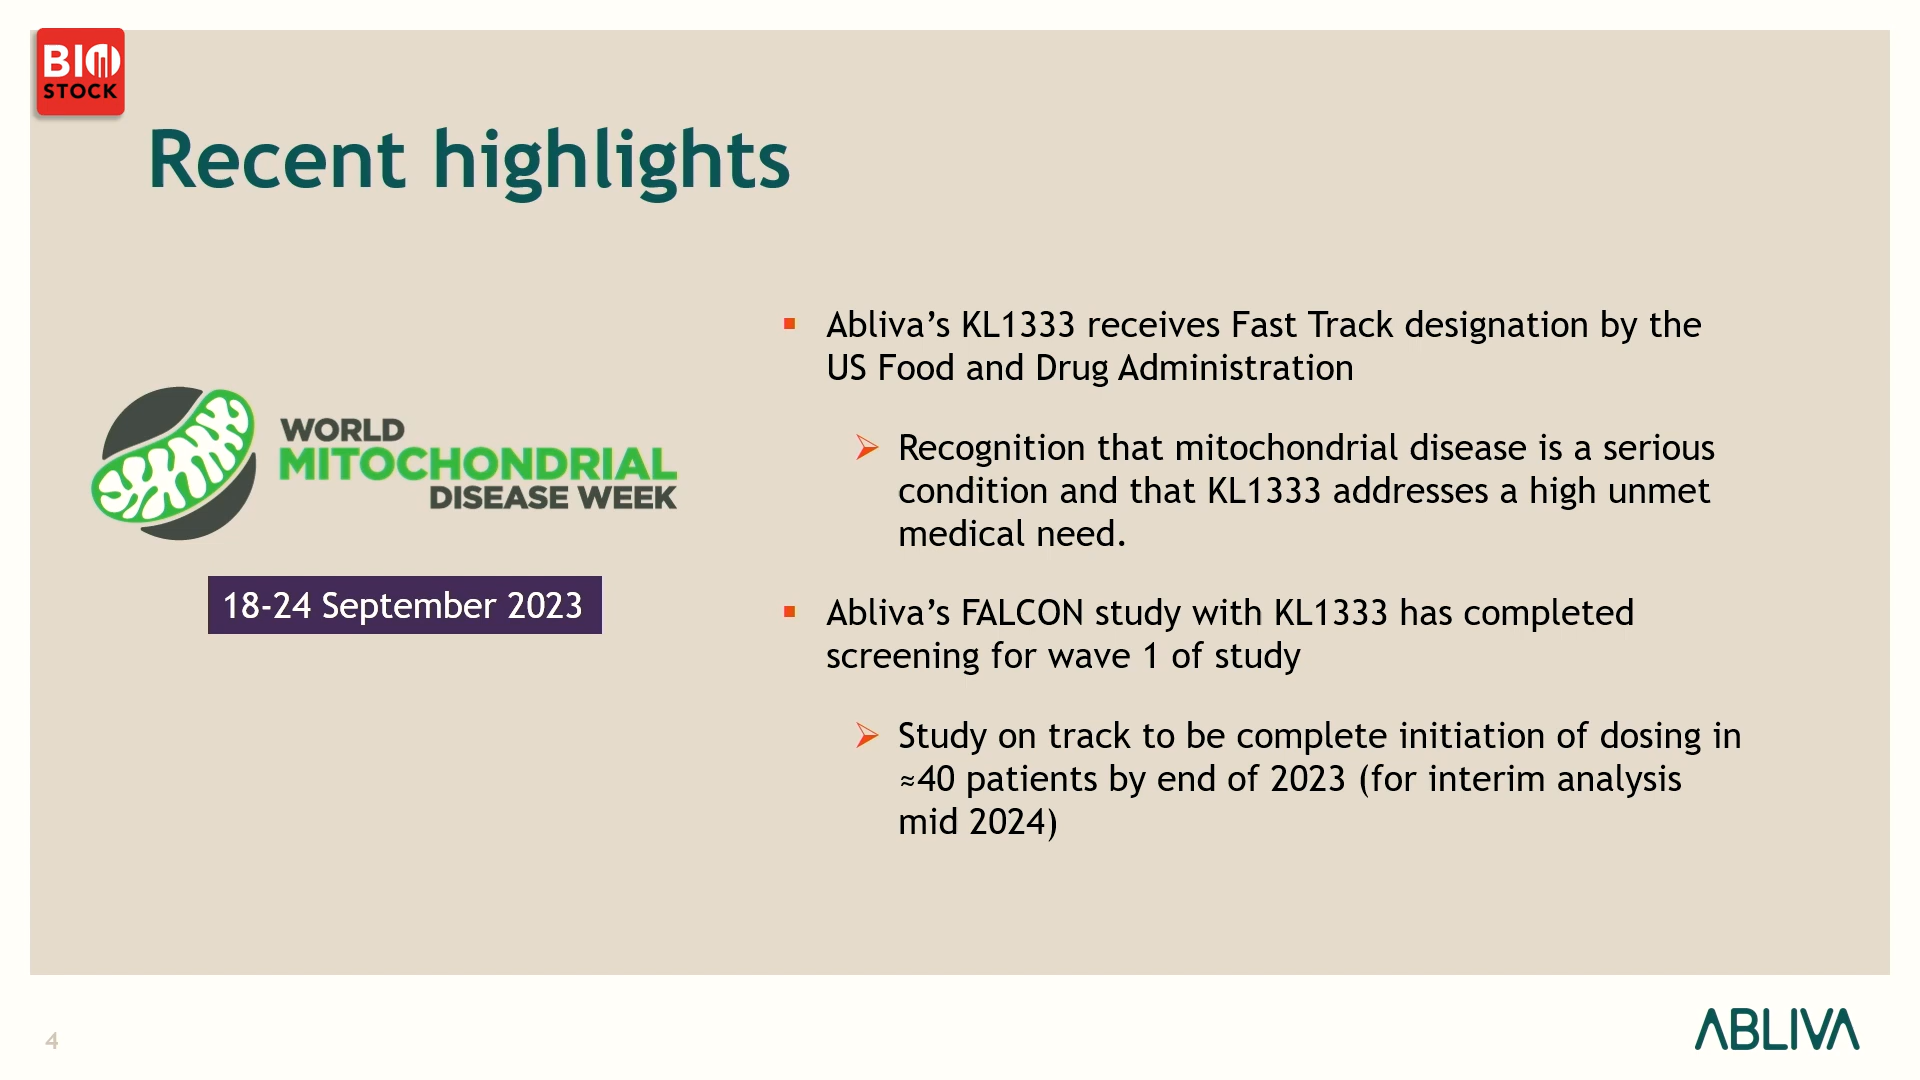 BIO
STOCK
Recent highlights
WORLD
MITOCHONDRIAL
DISEASE WEEK
18-24 September 2023
▪ Abliva’s KL1333 receives Fast Track designation by the
US Food and Drug Administration
➢ Recognition that mitochondrial disease is a serious
condition and that KL1333 addresses a high unmet
medical need.
▪ Abliva’s FALCON study with KL1333 has completed
screening for wave 1 of study
➢ Study on track to be complete initiation of dosing in
≈40 patients by end of 2023 (for interim analysis
mid 2024)
4
ABLIVA